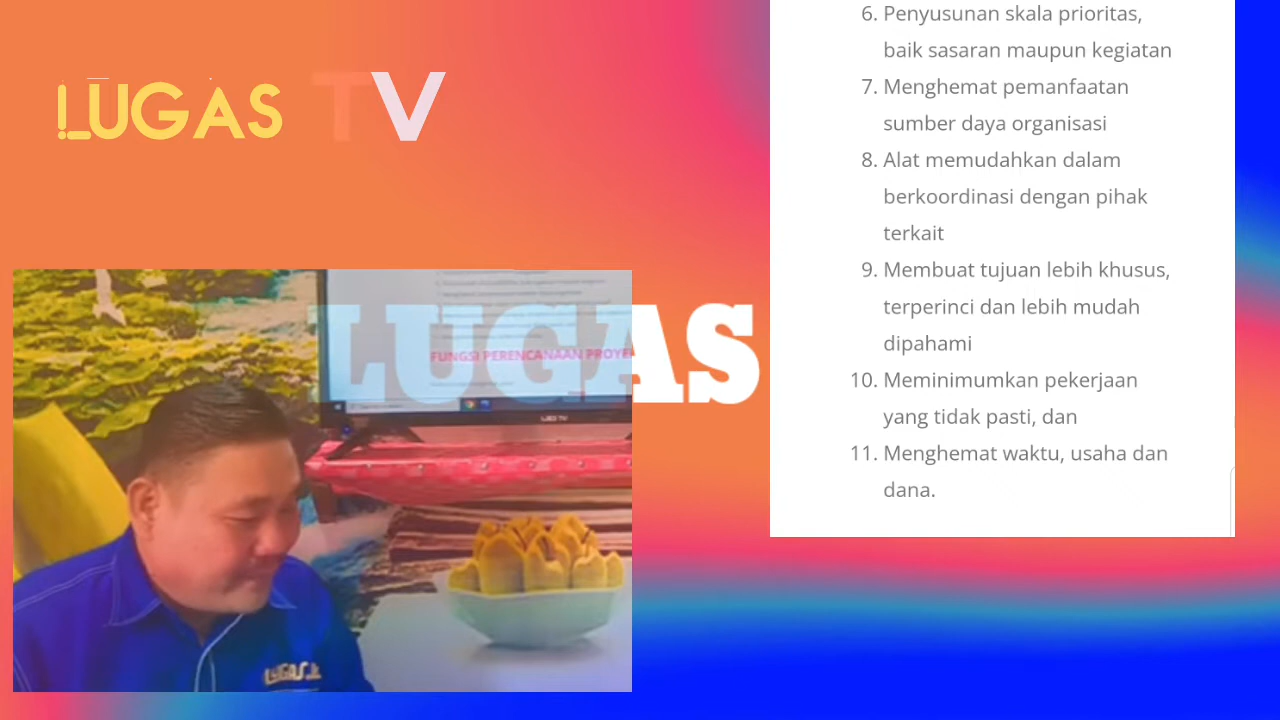 LUGAS TV
6. Penyusunan skala prioritas,
baik sasaran maupun kegiatan
7. Menghemat pemanfaatan
sumber daya organisasi
8. Alat memudahkan dalam
berkoordinasi dengan pihak
terkait
9. Membuat tujuan lebih khusus,
terperinci dan lebih mudah
dipahami
10. Meminimumkan pekerjaan
yang tidak pasti, dan
11. Menghemat waktu, usaha dan
dana.
LUGAS
FUNGSI PERENCANAAN PROYE